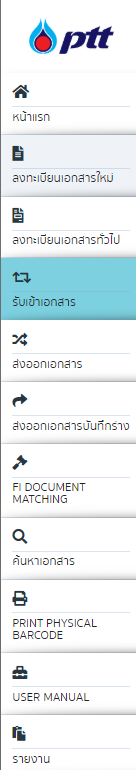 ptt
หน้าแรก
ลงทะเบียนเอกสารใหม่
ลงทะเบียนเอกสารทั่วไป
รับเข้าเอกสาร
ส่งออกเอกสาร
ส่งออกเอกสารบันทึกร่าง
FI DOCUMENT
MATCHING
ค้นหาเอกสาร
PRINT PHYSICAL
BARCODE
USER MANUAL
รายงาน